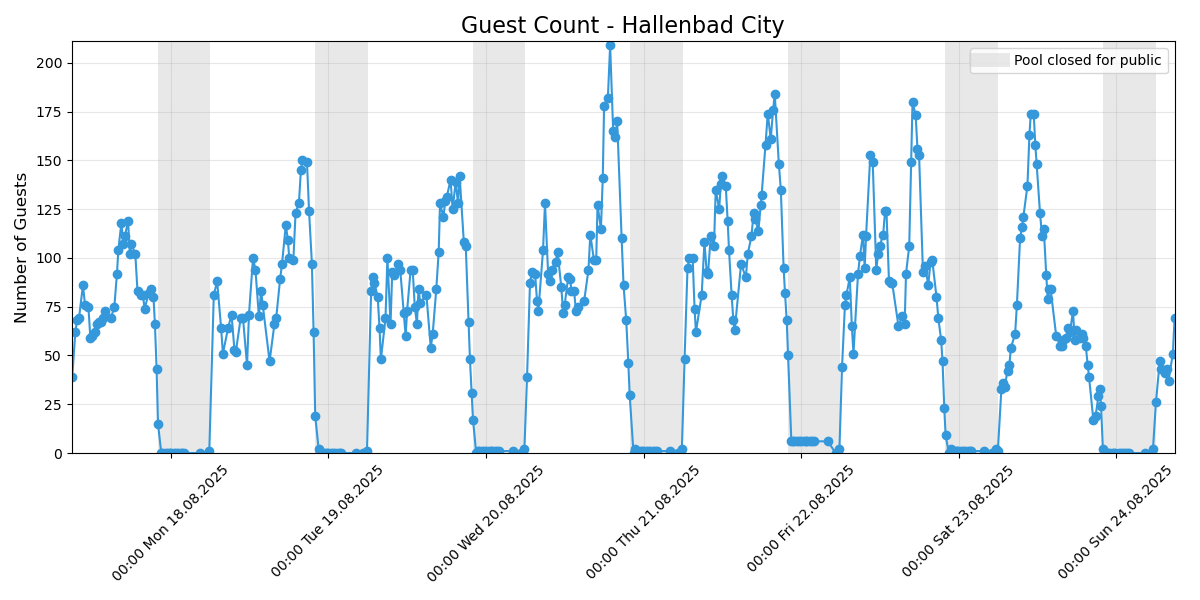 Guest Count - Hallenbad City
Pool closed for public
Number of Guests
200
175
150
125
100
75
50
25
0
00:00 Mon 18.08.2025
00:00 Tue 19.08.2025
00:00 Wed 20.08.2025
00:00 Thu 21.08.2025
00:00 Fri 22.08.2025
00:00 Sat 23.08.2025
00:00 Sun 24.08.2025